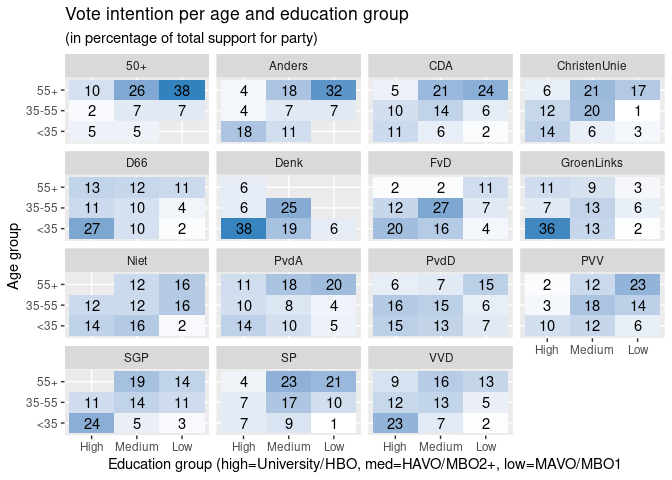 Vote intention per age and education group
(in percentage of total support for party)
50+ Anders CDA ChristenUnie
55+ 10 26 38 4 18 32 5 21 24 6 21 17
35-55 2 7 7 4 7 7 10 14 6 12 20 1
<35 5 5 18 11 11 6 2 14 6 3
D66 Denk FvD GroenLinks
55+ 13 12 11 6 2 2 11 11 9 3
35-55 11 10 4 6 25 12 27 7 7 13 6
<35 27 10 2 38 19 6 20 16 4 36 13 2
Niet PvdA PvdD PVV
55+ 12 16 11 18 20 6 7 15 2 12 23
35-55 12 12 16 10 8 4 16 15 6 3 18 14
<35 14 16 2 14 10 5 15 13 7 10 12 6
High Medium Low
SGP SP VVD
55+ 19 14 4 23 21 9 16 13
35-55 11 14 11 7 17 10 12 13 5
<35 24 5 3 7 9 1 23 7 2
High Medium Low High Medium Low High Medium Low
Age group
Education group (high=University/HBO, med=HAVO/MBO2+, low=MAVO/MBO1